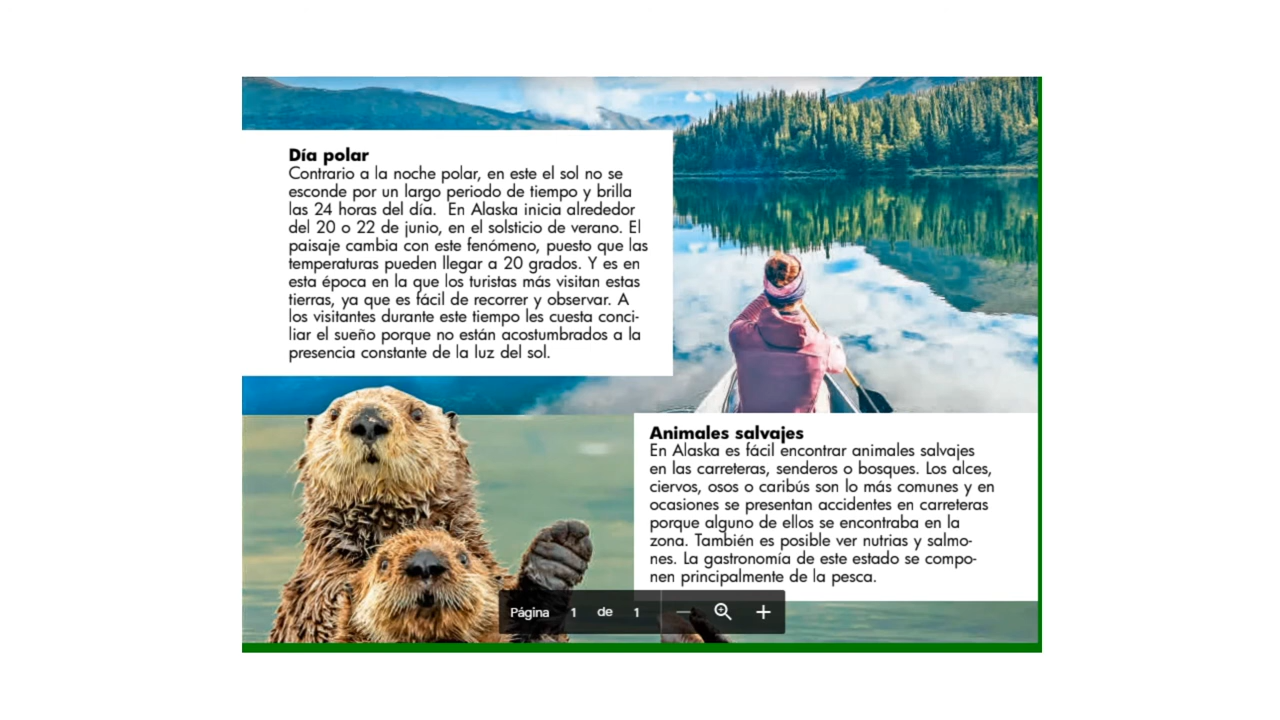 Día polar
Contrario a la noche polar, en este el sol no se
esconde por un largo periodo de tiempo y brilla
las 24 horas del día.  En Alaska inicia alrededor
del 20 o 22 de junio, en el solsticio de verano. El
paisaje cambia con este fenómeno, puesto que las
temperaturas pueden llegar a 20 grados. Y es en
esta época en la que los turistas más visitan estas
tierras, ya que es fácil de recorrer y observar. A
los visitantes durante este tiempo les cuesta conci-
liar el sueño porque no están acostumbrados a la
presencia constante de la luz del sol.
Animales salvajes
En Alaska es fácil encontrar animales salvajes
en las carreteras, senderos o bosques. Los alces,
ciervos, osos o caribús son lo más comunes y en
ocasiones se presentan accidentes en carreteras
porque alguno de ellos se encontraba en la
zona. También es posible ver nutrias y salmo-
nes. La gastronomía de este estado se compo-
nen principalmente de la pesca.
Página 1 de 1